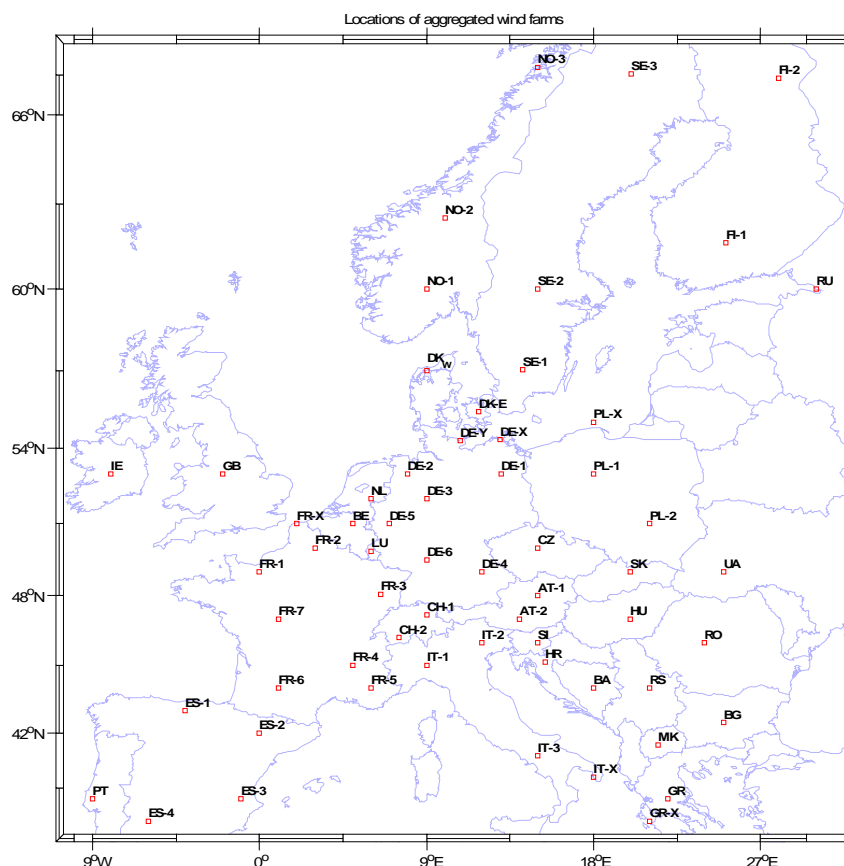 Locations of aggregated wind farms
NO-3
SE-3
FI-2
66°N
NO-2
FI-1
NO-1
SE-2
RU
60°N
DK_W
SE-1
DK-E
PL-X
DE-Y
DE-X
54°N
IE
GB
DE-2
DE-1
PL-1
NL
DE-3
FR-X
BE
DE-5
PL-2
FR-2
LU
CZ
FR-1
DE-6
DE-4
SK
UA
FR-3
AT-1
48°N
FR-7
CH-1
AT-2
HU
CH-2
IT-2
SI
RO
FR-4
IT-1
HR
FR-6
FR-5
BA
RS
ES-1
BG
ES-2
42°N
MK
IT-3
IT-X
PT
ES-3
GR
ES-4
GR-X
9°W
0°
9°E
18°E
27°E